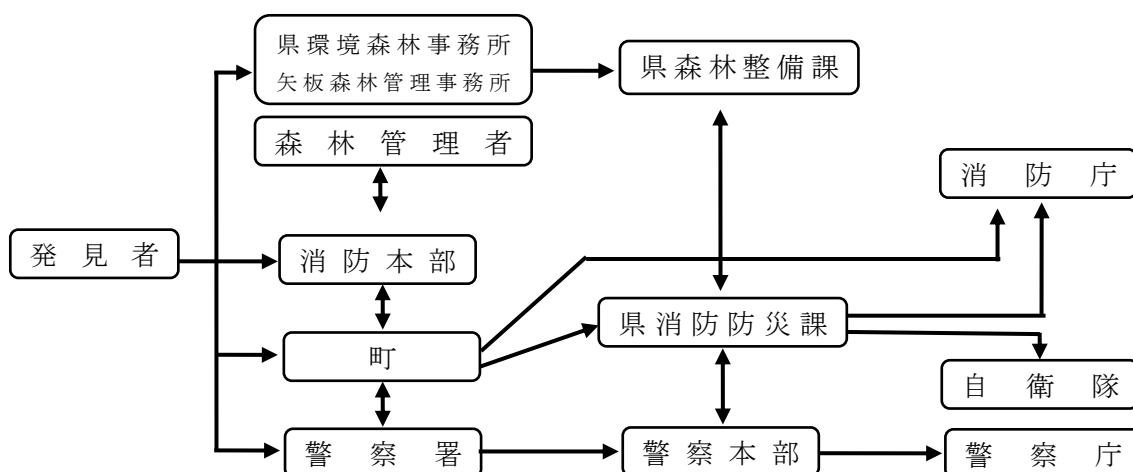 県環境森林事務所
矢板森林管理事務所
県森林整備課
森林管理者
消防庁
発見者
消防本部
県消防防災課
町
自衛隊
警察署
警察本部
警察庁